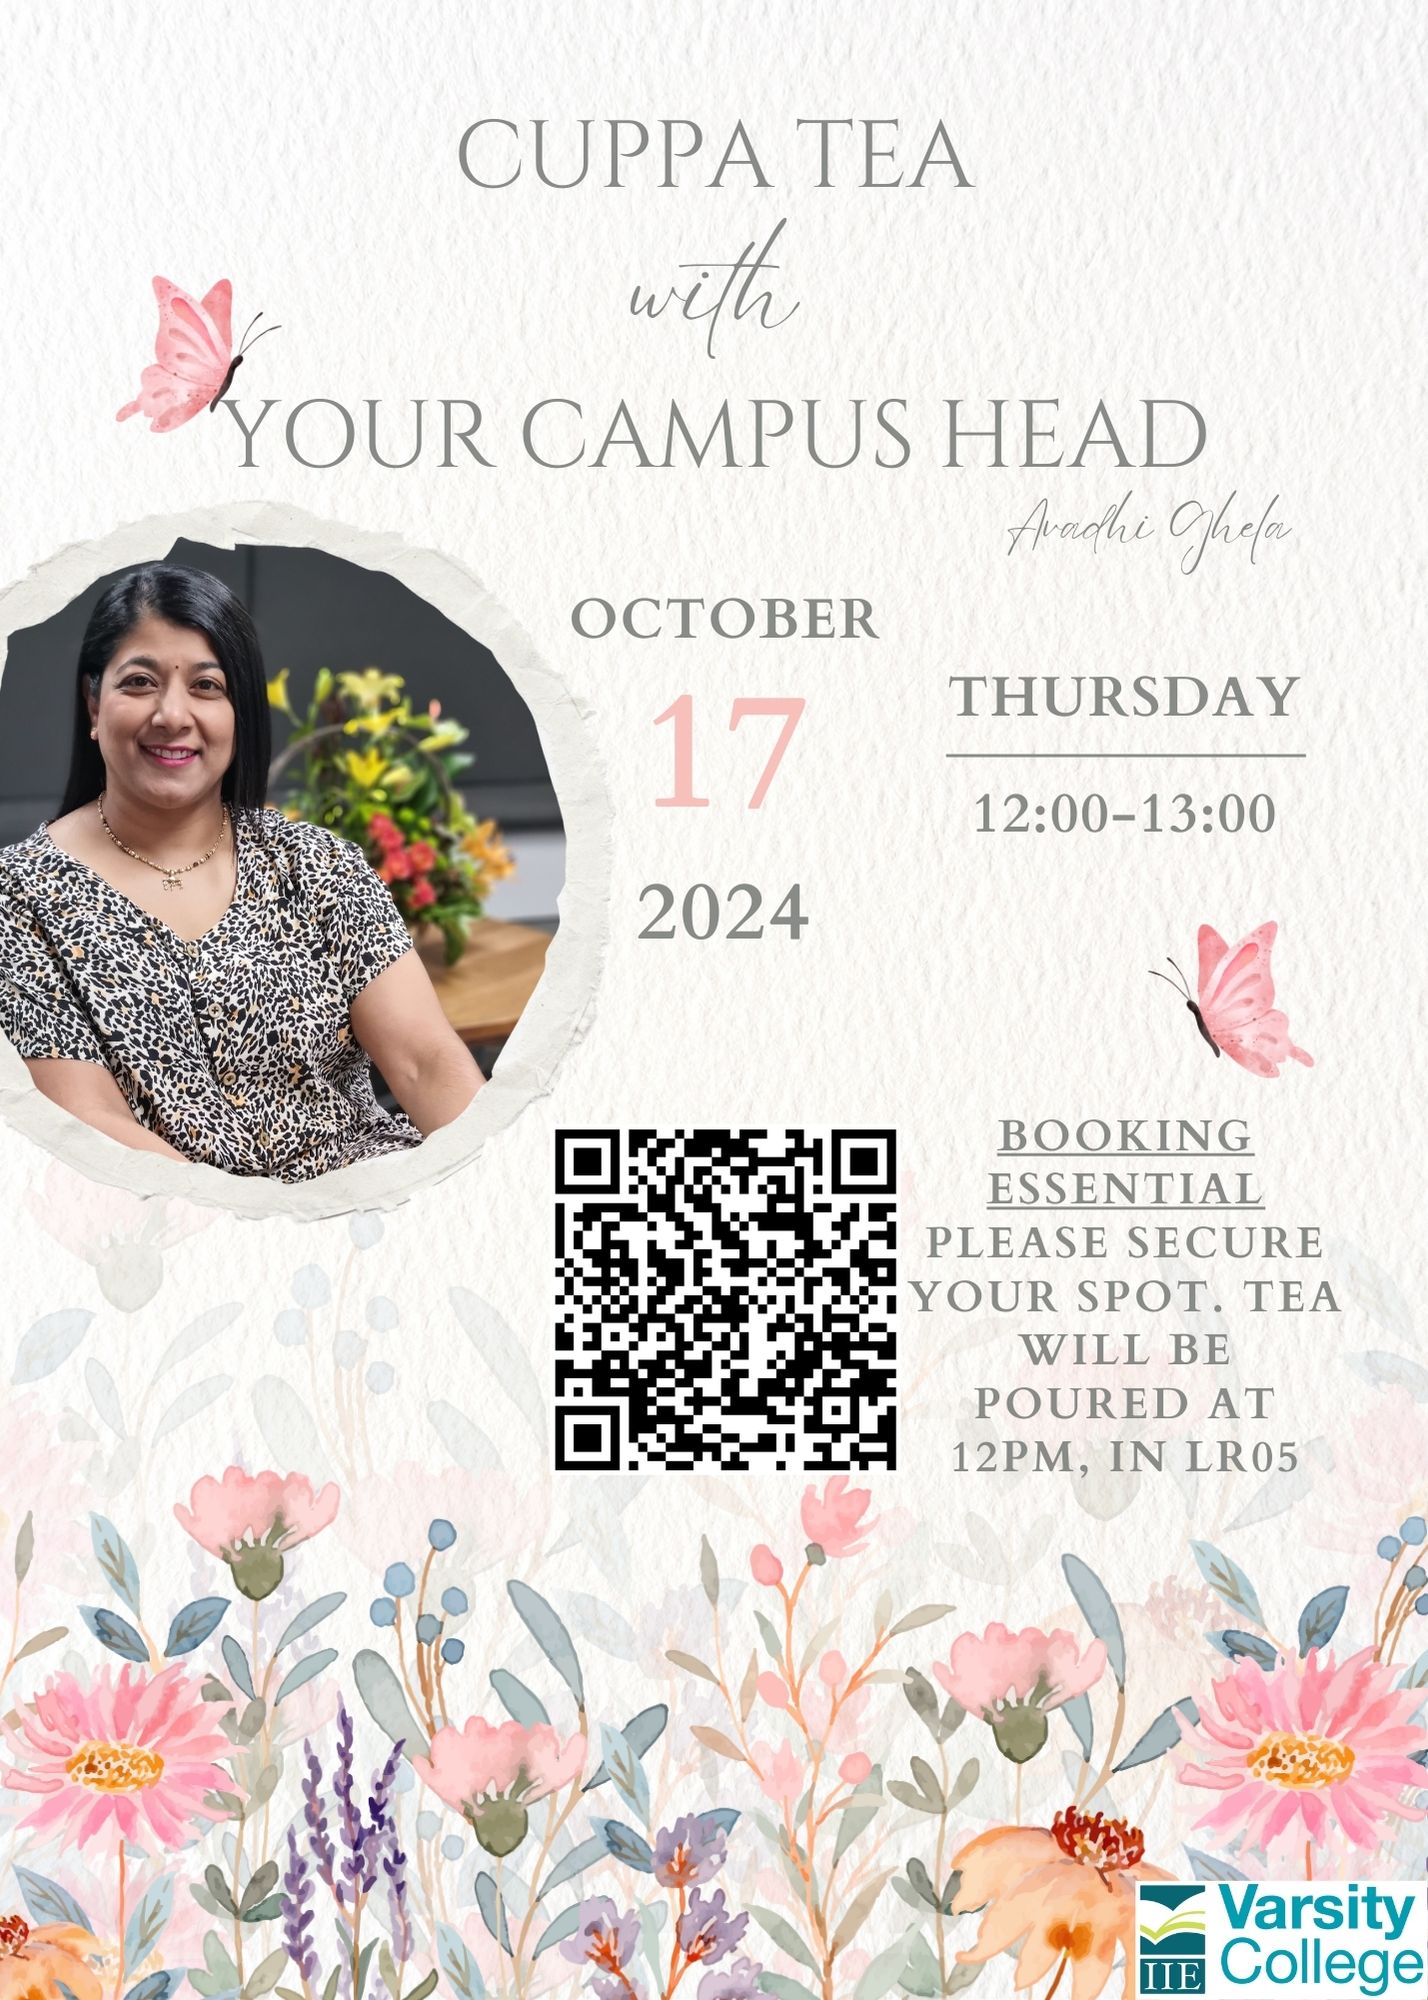 CUPPA TEA
with
YOUR CAMPUS HEAD
Avadhi Ghela
OCTOBER
17
2024
THURSDAY
12:00-13:00
BOOKING
ESSENTIAL
PLEASE SECURE
YOUR SPOT. TEA
WILL BE
POURED AT
12PM, IN LR05
IIE
Varsity
College